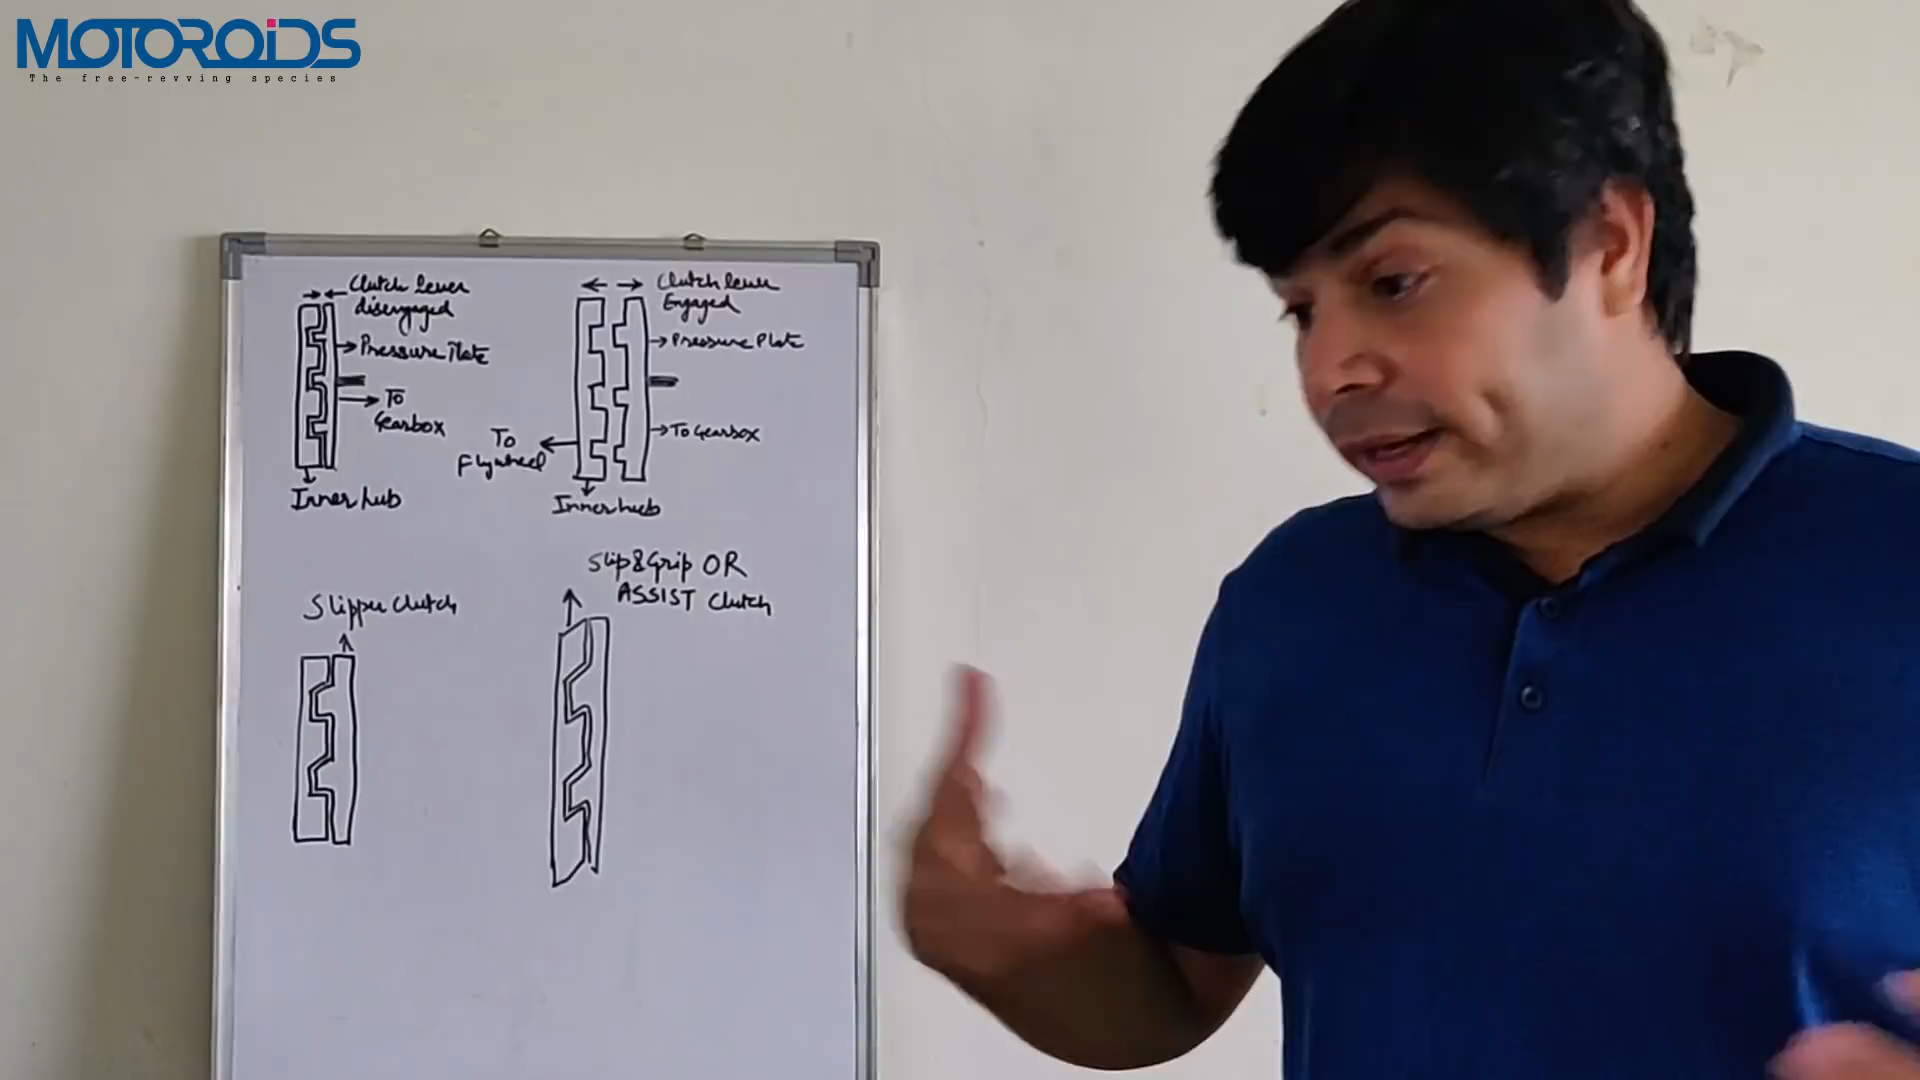 MOTOROiDS
The free-revving species
Clutch lever
disengaged
Pressure Plate
To
Gearbox
Inner hub
Clutch lever
Engaged
Pressure Plate
To Gearbox
To
Flywheel
Inner hub
Slipper Clutch
Slip&Grip OR
ASSIST Clutch